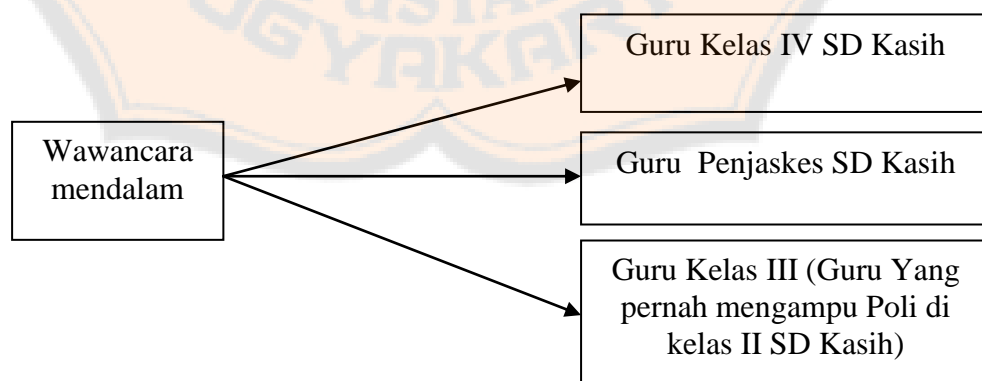 YOGYAKARTA
Guru Kelas IV SD Kasih
Wawancara
mendalam
Guru Penjaskes SD Kasih
Guru Kelas III (Guru Yang
pernah mengampu Poli di
kelas II SD Kasih)